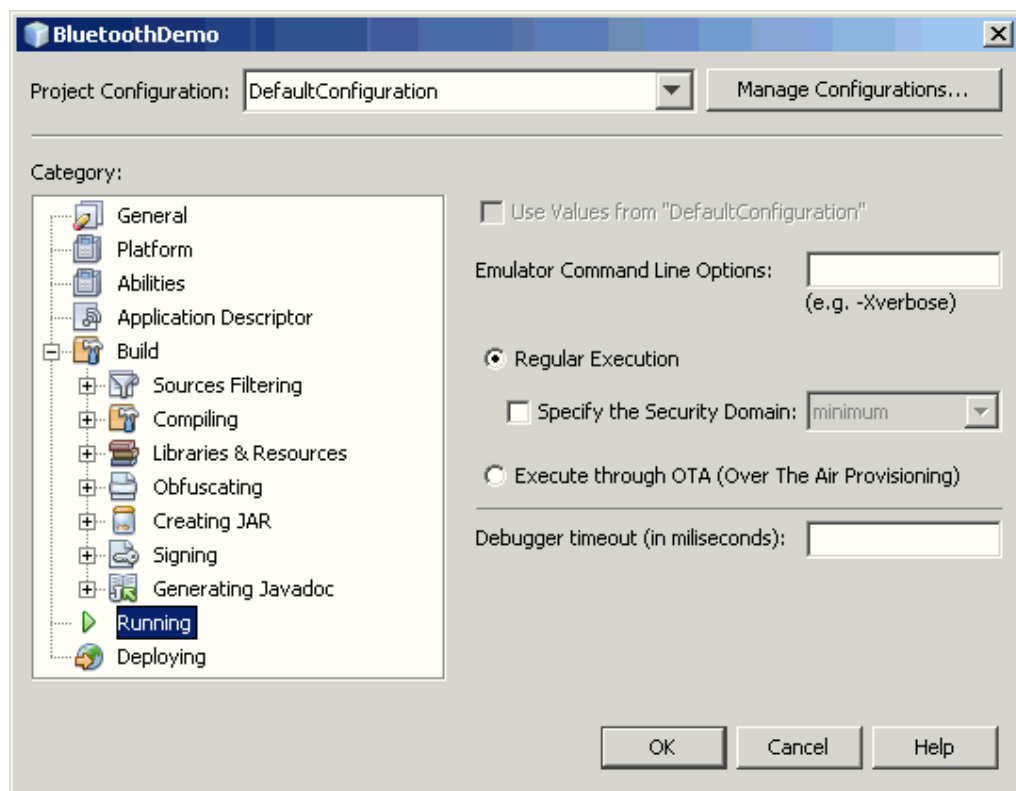 BluetoothDemo
Project Configuration: DefaultConfiguration Manage Configurations...
Category:
General
Platform
Abilities
Application Descriptor
Build
Sources Filtering
Compiling
Libraries & Resources
Obfuscating
Creating JAR
Signing
Generating Javadoc
Running
Deploying
Use Values from "DefaultConfiguration"
Emulator Command Line Options:
(e.g. -Xverbose)
Regular Execution
Specify the Security Domain: minimum
Execute through OTA (Over The Air Provisioning)
Debugger timeout (in miliseconds):
OK Cancel Help